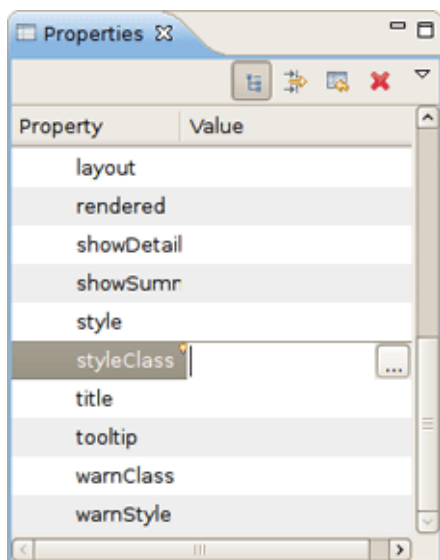 Properties
Property Value
layout
rendered
showDetail
showSumr
style
styleClass ...
title
tooltip
warnClass
warnStyle